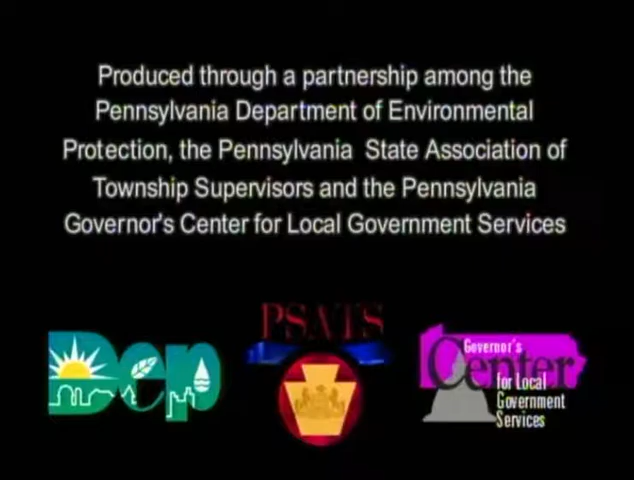 Produced through a partnership among the
Pennsylvania Department of Environmental
Protection, the Pennsylvania State Association of
Township Supervisors and the Pennsylvania
Governor's Center for Local Government Services
Dep
PSATS
Governor's
Center
for Local
Government
Services